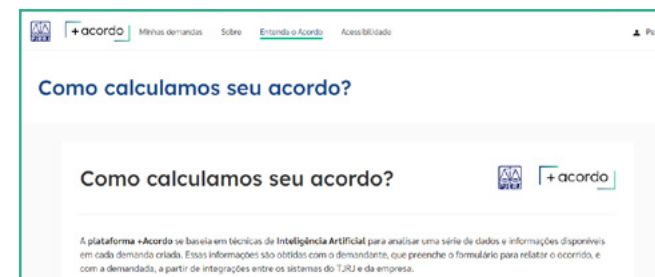 TJRJ +acordo Minhas demandas Sobre Entenda o Acordo Acessibilidade
Como calculamos seu acordo?
Como calculamos seu acordo? TJRJ +acordo
A plataforma +Acordo se baseia em técnicas de Inteligência Artificial para analisar uma série de dados e informações disponíveis
em cada demanda criada. Essas informações são obtidas com o demandante, que preenche o formulário para relatar o ocorrido, e
com a demandada, a partir de integrações entre os sistemas do TJRJ e da empresa.